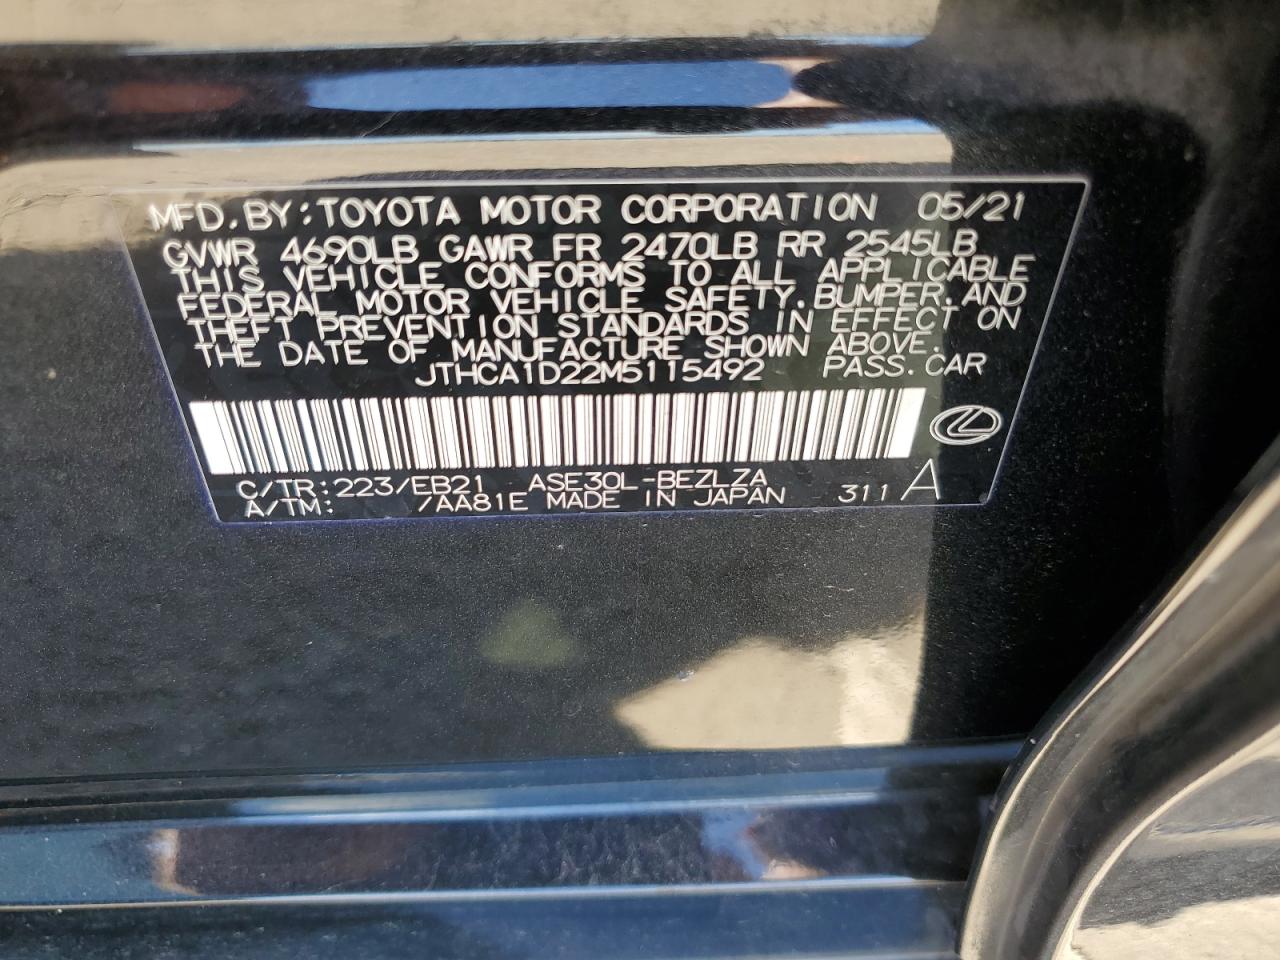 MFD. BY: TOYOTA MOTOR CORPORATION 05/21
GVWR 4690LB GAWR FR 2470LB RR 2545LB
THIS VEHICLE CONFORMS TO ALL APPLICABLE
FEDERAL MOTOR VEHICLE SAFETY, BUMPER, AND
THEFT PREVENTION STANDARDS IN EFFECT ON
THE DATE OF MANUFACTURE SHOWN ABOVE.
JTHCA1D22M5115492 PASS. CAR
C/TR: 223/EB21 ASE30L-BEZLZA
A/TM: /AA81E MADE IN JAPAN 311 A